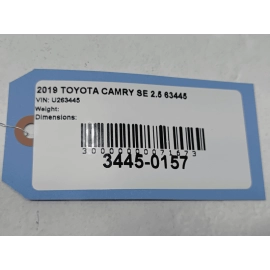 2019 TOYOTA CAMRY SE 2.5 63445
VIN: U263445
Weight:
Dimensions:
3445-0157